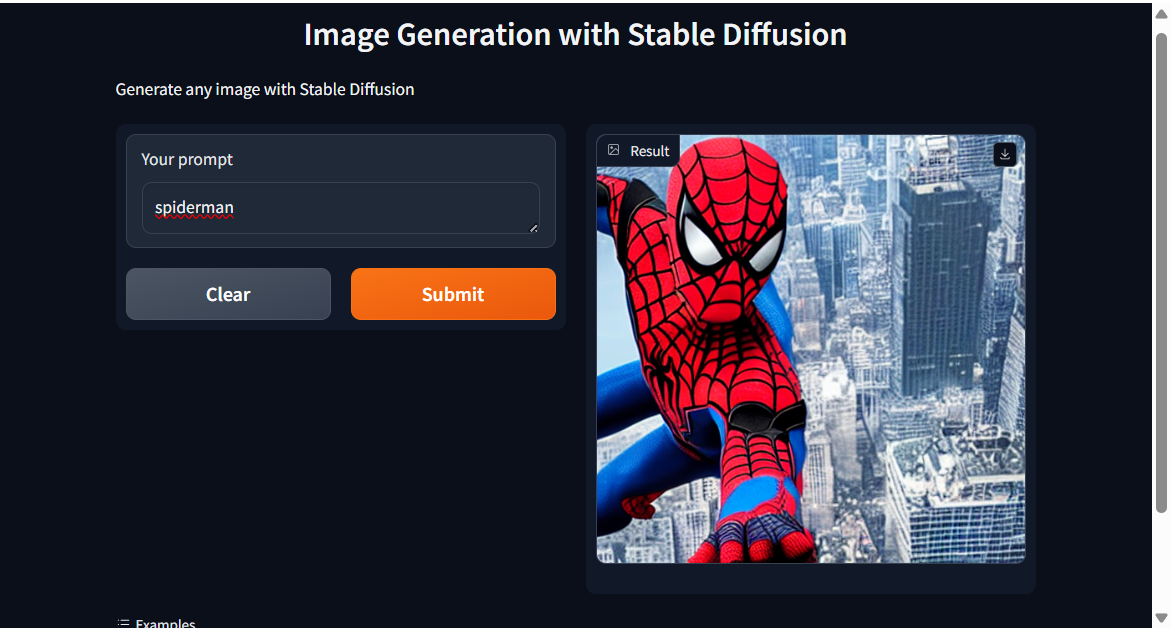 Image Generation with Stable Diffusion
Generate any image with Stable Diffusion
Your prompt
spiderman
Clear
Submit
Result
Examples